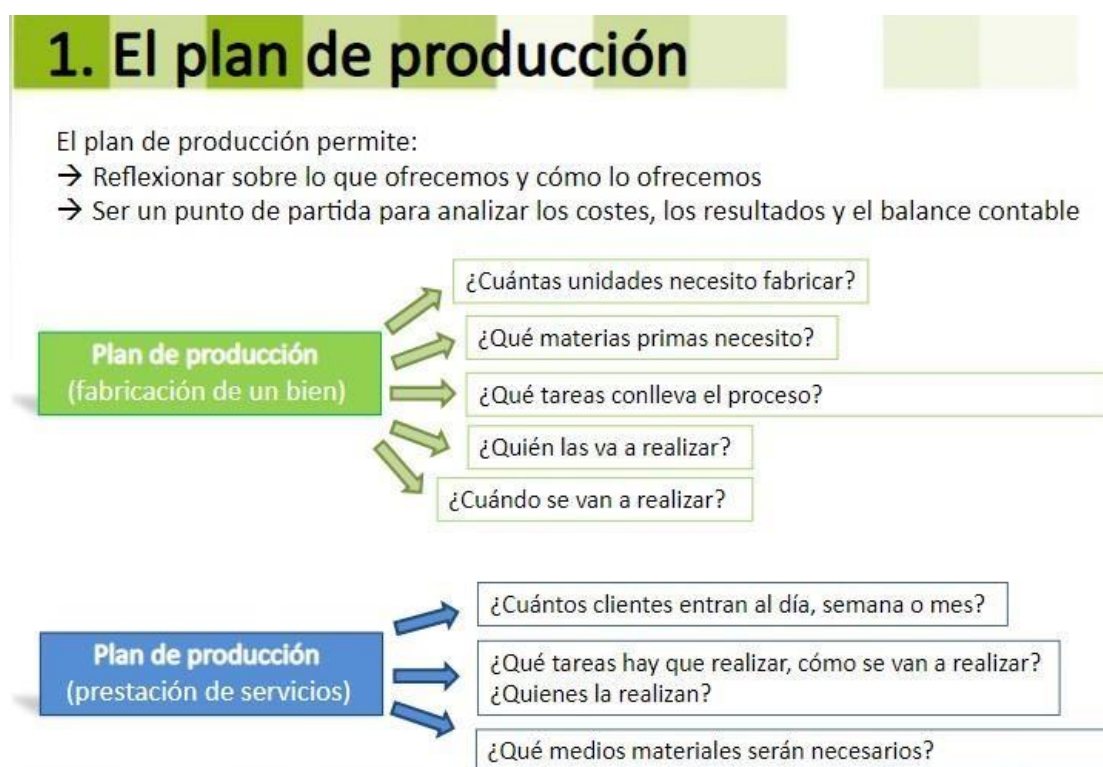 1. El plan de producción
El plan de producción permite:
→ Reflexionar sobre lo que ofrecemos y cómo lo ofrecemos
→ Ser un punto de partida para analizar los costes, los resultados y el balance contable
¿Cuántas unidades necesito fabricar?
¿Qué materias primas necesito?
Plan de producción
(fabricación de un bien)
¿Qué tareas conlleva el proceso?
¿Quién las va a realizar?
¿Cuándo se van a realizar?
¿Cuántos clientes entran al día, semana o mes?
Plan de producción
(prestación de servicios)
¿Qué tareas hay que realizar, cómo se van a realizar?
¿Quienes la realizan?
¿Qué medios materiales serán necesarios?